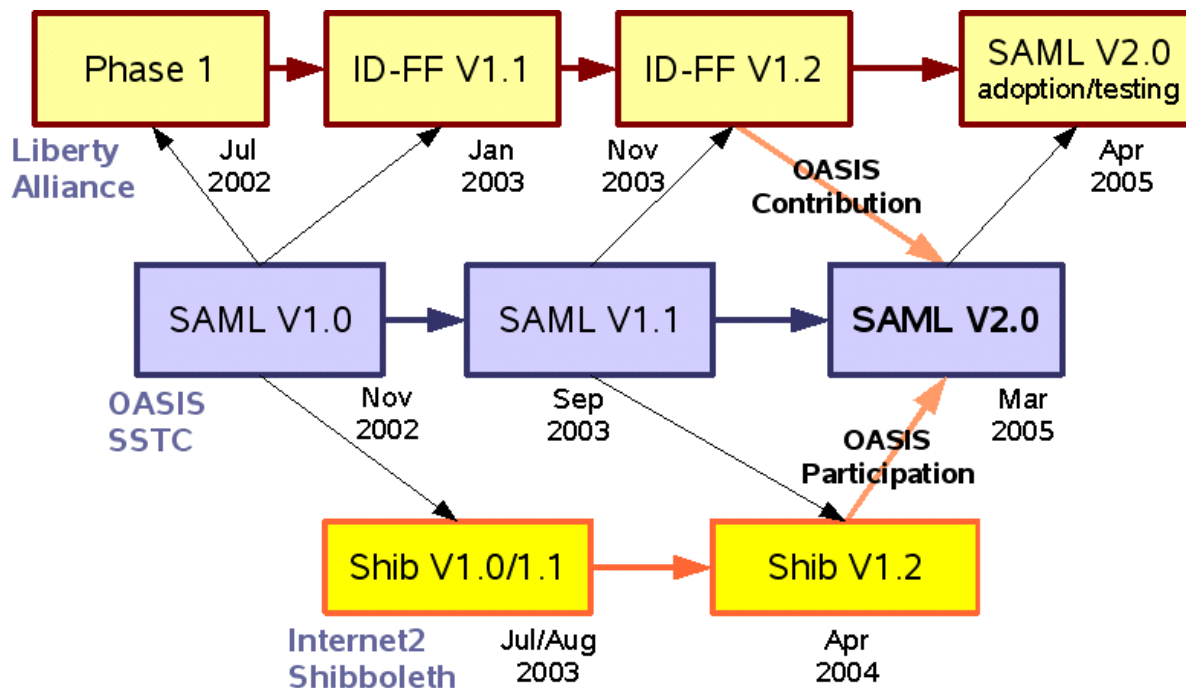 Phase 1
ID-FF V1.1
ID-FF V1.2
SAML V2.0
adoption/testing
Liberty
Alliance
Jul
2002
Jan
2003
Nov
2003
Apr
2005
OASIS
Contribution
SAML V1.0
SAML V1.1
SAML V2.0
OASIS
SSTC
Nov
2002
Sep
2003
Mar
2005
OASIS
Participation
Shib V1.0/1.1
Shib V1.2
Internet2
Shibboleth
Jul/Aug
2003
Apr
2004